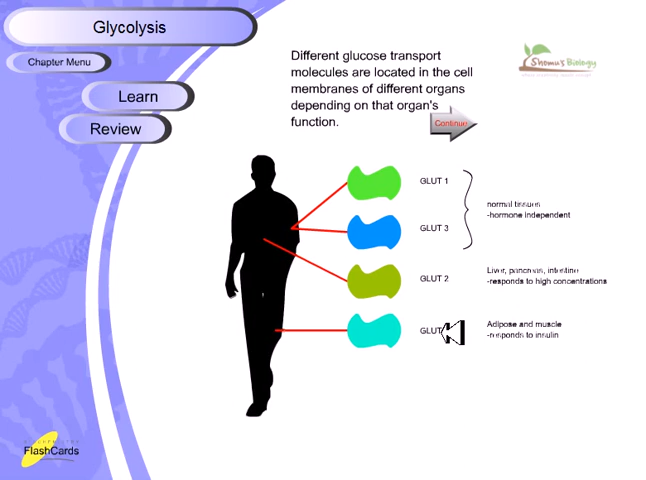 Glycolysis
Chapter Menu
Learn
Review
Different glucose transport
molecules are located in the cell
membranes of different organs
depending on that organ's
function.
Continue
Shomu's Biology
GLUT 1
GLUT 3
normal tissues
-hormone independent
GLUT 2
Liver, pancreas, intestine
-responds to high concentrations
GLUT
Adipose and muscle
-responds to insulin
FlashCards